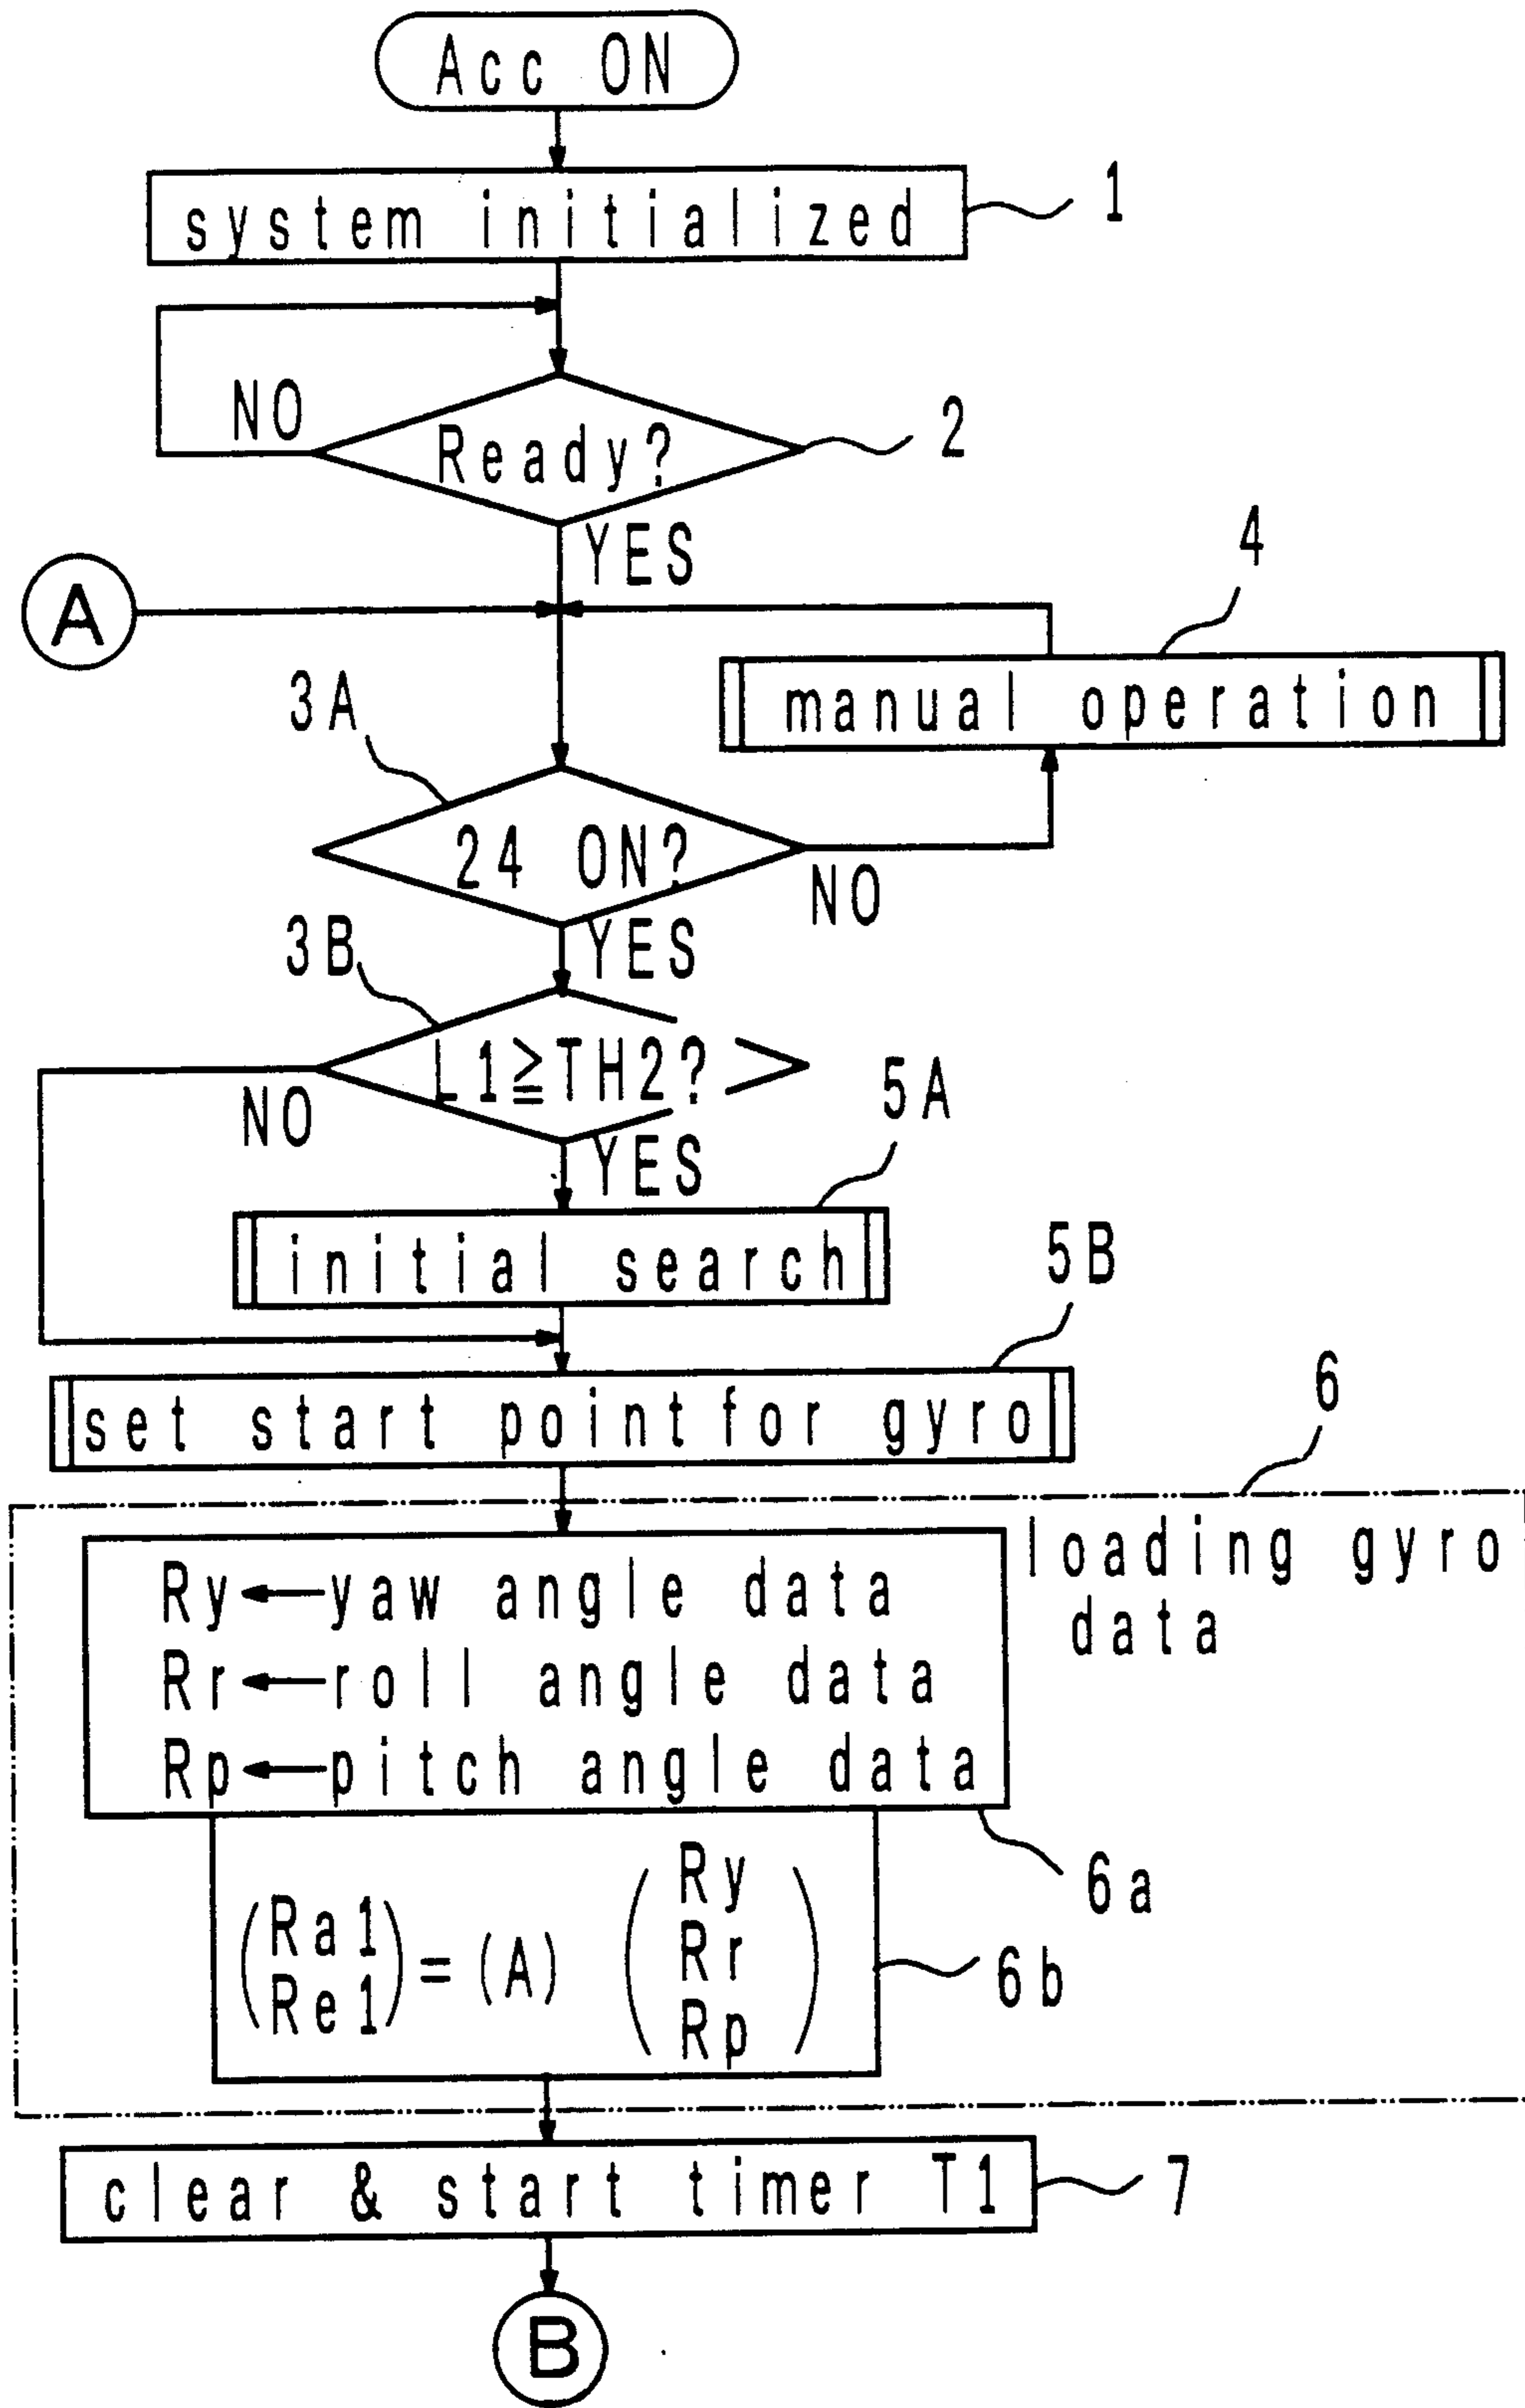 Acc ON
system initialized
1
NO
Ready?
2
YES
A
4
manual operation
3A
24 ON?
NO
YES
3B
L1≧TH2?
NO
YES
5A
initial search
5B
set start point for gyro
6
loading gyro
data
Ry←yaw angle data
Rr←roll angle data
Rp←pitch angle data
6a
(Ra1
Re1) = (A) (Ry
Rr
Rp)
6b
clear & start timer T1
7
B